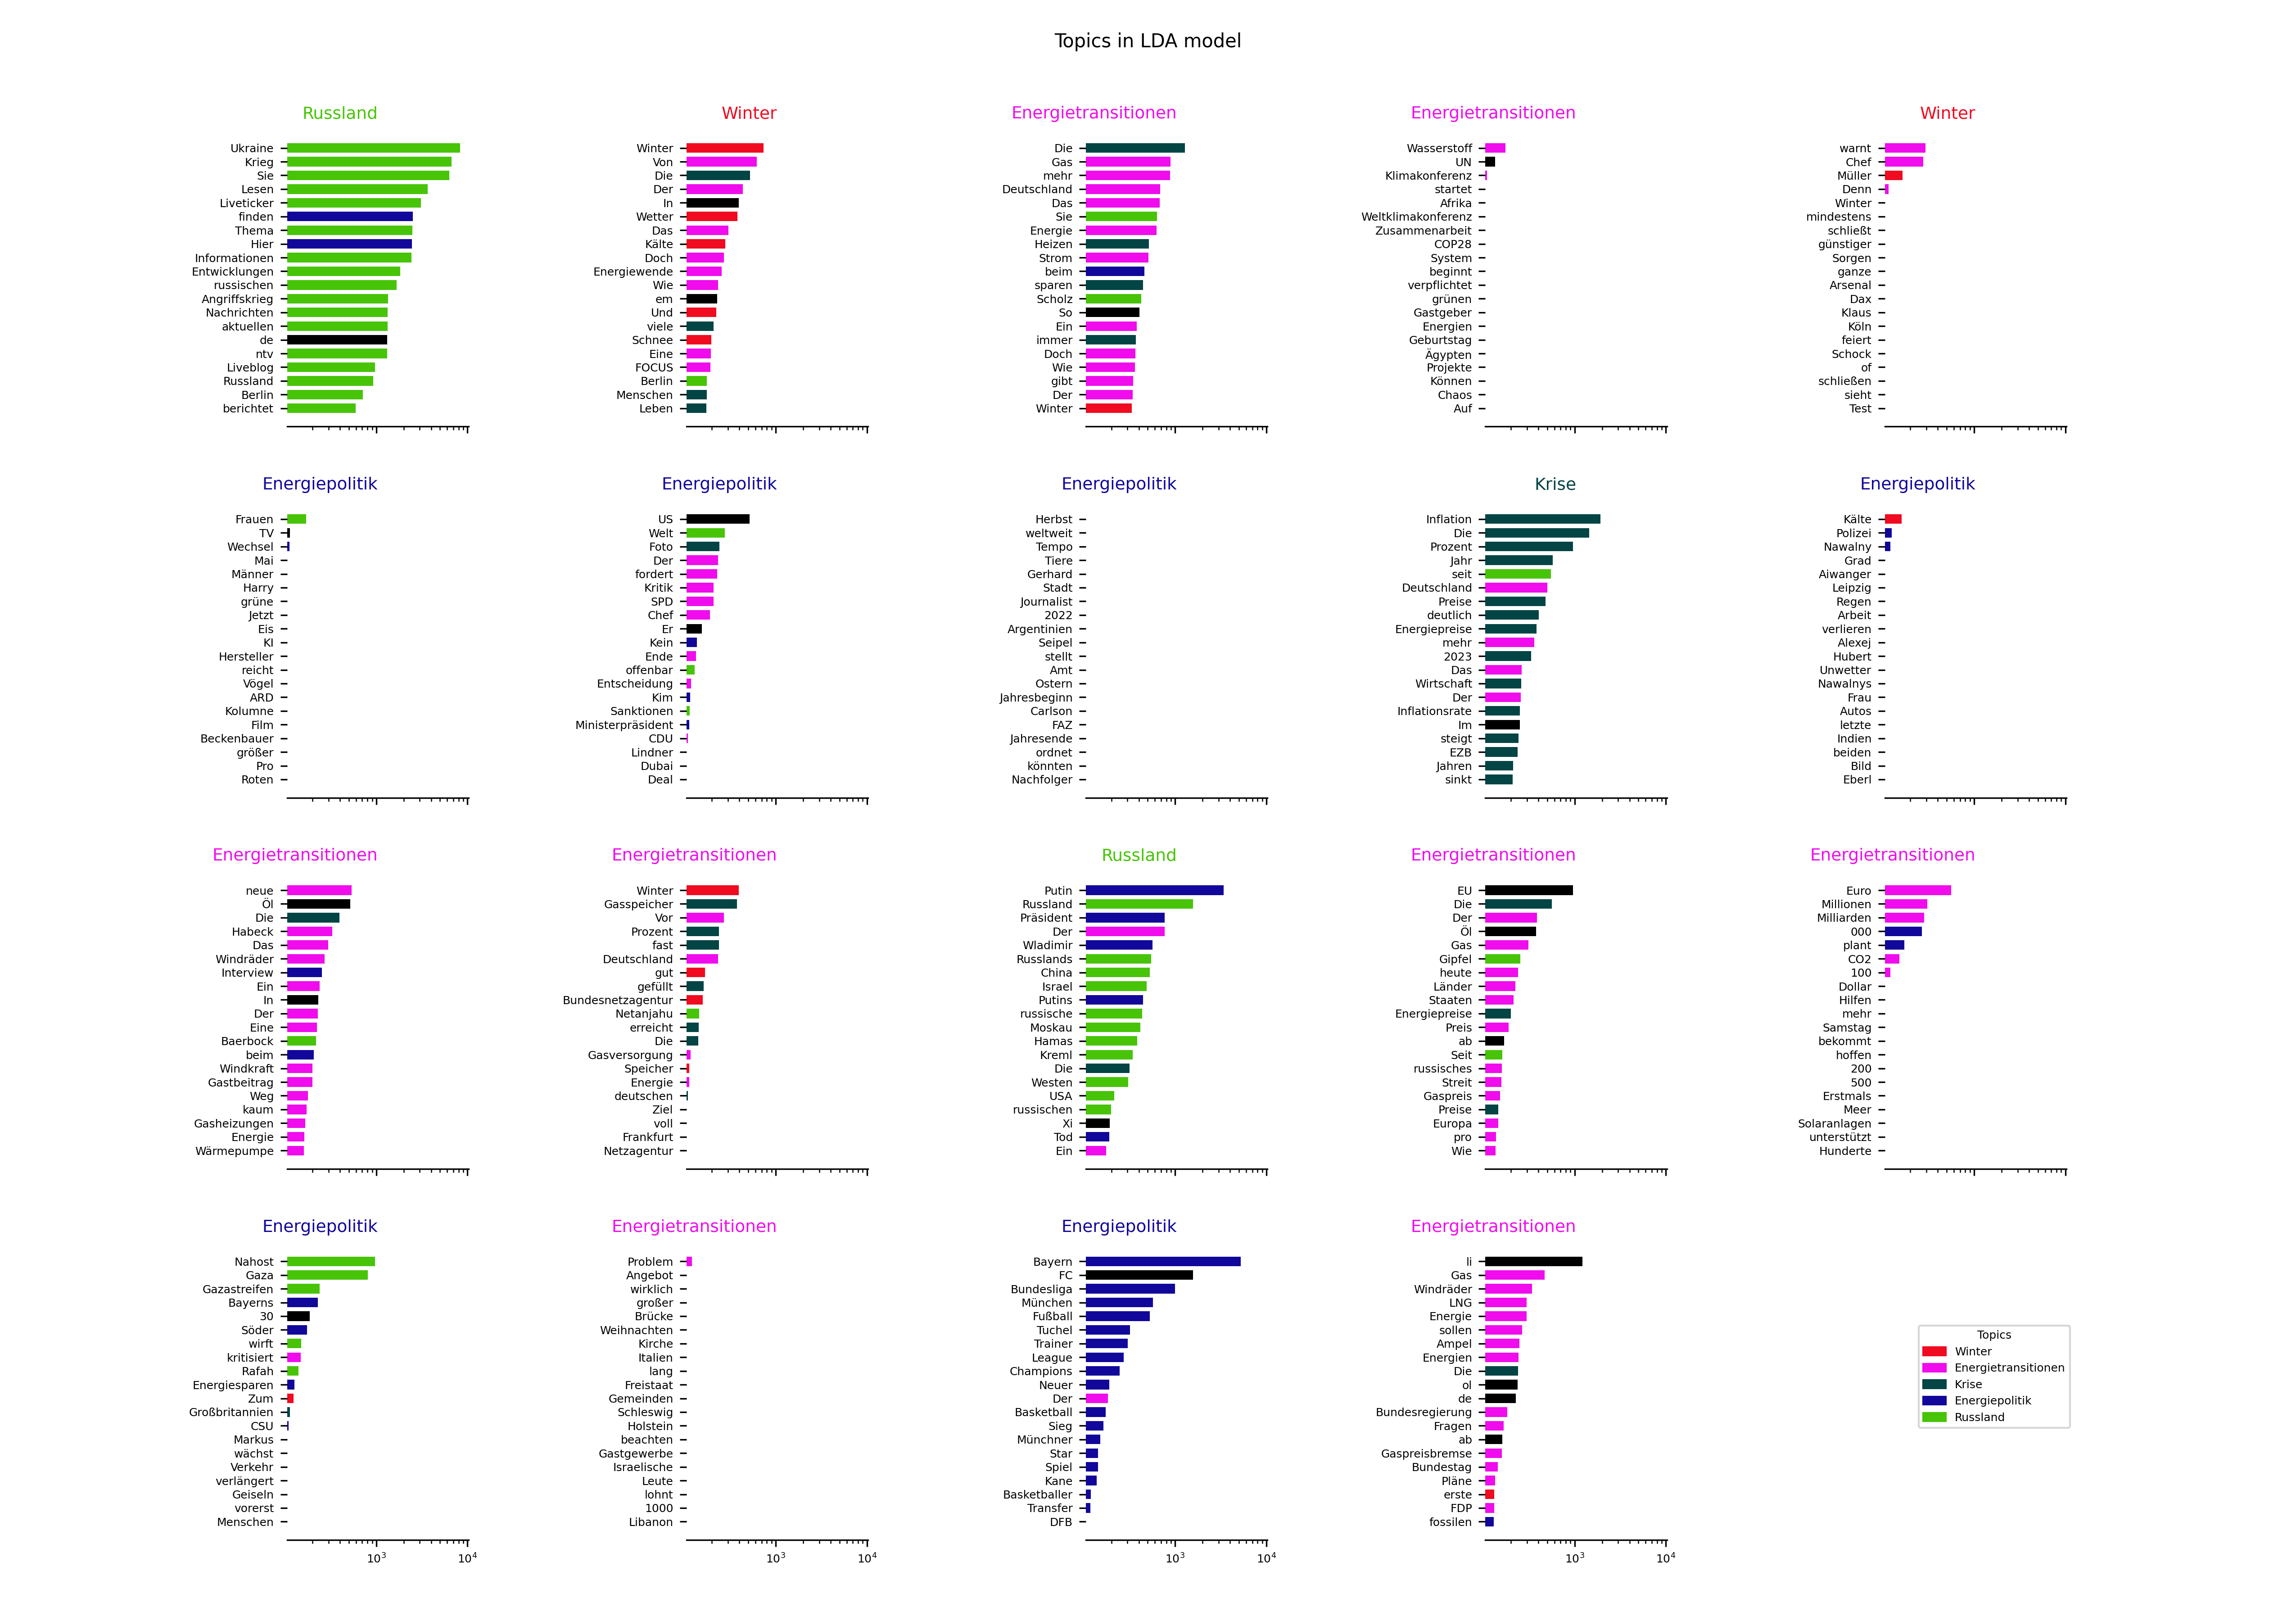 Topics in LDA model
Russland
Ukraine
Krieg
Sie
Lesen
Liveticker
finden
Thema
Hier
Informationen
Entwicklungen
russischen
Angriffskrieg
Nachrichten
aktuellen
de
ntv
Liveblog
Russland
Berlin
berichtet
Winter
Winter
Von
Die
Der
In
Wetter
Das
Kälte
Doch
Energiewende
Wie
em
Und
viele
Schnee
Eine
FOCUS
Berlin
Menschen
Leben
Energietransitionen
Die
Gas
mehr
Deutschland
Das
Sie
Energie
Heizen
Strom
beim
sparen
Scholz
So
Ein
immer
Doch
Wie
gibt
Der
Winter
Energietransitionen
Wasserstoff
UN
Klimakonferenz
startet
Afrika
Weltklimakonferenz
Zusammenarbeit
COP28
System
beginnt
verpflichtet
grünen
Gastgeber
Energien
Geburtstag
Ägypten
Projekte
Können
Chaos
Auf
Winter
warnt
Chef
Müller
Denn
Winter
mindestens
schließt
günstiger
Sorgen
ganze
Arsenal
Dax
Klaus
Köln
feiert
Schock
of
schließen
sieht
Test
Energiepolitik
Frauen
TV
Wechsel
Mai
Männer
Harry
grüne
Jetzt
Eis
KI
Hersteller
reicht
Vögel
ARD
Kolumne
Film
Beckenbauer
größer
Pro
Roten
Energiepolitik
US
Welt
Foto
Der
fordert
Kritik
SPD
Chef
Er
Kein
Ende
offenbar
Entscheidung
Kim
Sanktionen
Ministerpräsident
CDU
Lindner
Dubai
Deal
Energiepolitik
Herbst
weltweit
Tempo
Tiere
Gerhard
Stadt
Journalist
2022
Argentinien
Seipel
stellt
Amt
Ostern
Jahresbeginn
Carlson
FAZ
Jahresende
ordnet
könnten
Nachfolger
Krise
Inflation
Die
Prozent
Jahr
seit
Deutschland
Preise
deutlich
Energiepreise
mehr
2023
Das
Wirtschaft
Der
Inflationsrate
Im
steigt
EZB
Jahren
sinkt
Energiepolitik
Kälte
Polizei
Nawalny
Grad
Aiwanger
Leipzig
Regen
Arbeit
verlieren
Alexej
Hubert
Unwetter
Nawalnys
Frau
Autos
letzte
Indien
beiden
Bild
Eberl
Energietransitionen
neue
Öl
Die
Habeck
Das
Windräder
Interview
Ein
In
Der
Eine
Baerbock
beim
Windkraft
Gastbeitrag
Weg
kaum
Gasheizungen
Energie
Wärmepumpe
Energietransitionen
Winter
Gasspeicher
Vor
Prozent
fast
Deutschland
gut
gefüllt
Bundesnetzagentur
Netanjahu
erreicht
Die
Gasversorgung
Speicher
Energie
deutschen
Ziel
voll
Frankfurt
Netzagentur
Russland
Putin
Russland
Präsident
Der
Wladimir
Russlands
China
Israel
Putins
russische
Moskau
Hamas
Kreml
Die
Westen
USA
russischen
Xi
Tod
Ein
Energietransitionen
EU
Die
Der
Öl
Gas
Gipfel
heute
Länder
Staaten
Energiepreise
Preis
ab
Seit
russisches
Streit
Gaspreis
Preise
Europa
pro
Wie
Energietransitionen
Euro
Millionen
Milliarden
000
plant
CO2
100
Dollar
Hilfen
mehr
Samstag
bekommt
hoffen
200
500
Erstmals
Meer
Solaranlagen
unterstützt
Hunderte
Energiepolitik
Nahost
Gaza
Gazastreifen
Bayerns
30
Söder
wirft
kritisiert
Rafah
Energiesparen
Zum
Großbritannien
CSU
Markus
wächst
Verkehr
verlängert
Geiseln
vorerst
Menschen
10³
10⁴
Energietransitionen
Problem
Angebot
wirklich
großer
Brücke
Weihnachten
Kirche
Italien
lang
Freistaat
Gemeinden
Schleswig
Holstein
beachten
Gastgewerbe
Israelische
Leute
lohnt
1000
Libanon
10³
10⁴
Energiepolitik
Bayern
FC
Bundesliga
München
Fußball
Tuchel
Trainer
League
Champions
Neuer
Der
Basketball
Sieg
Münchner
Star
Spiel
Kane
Basketballer
Transfer
DFB
10³
10⁴
Energietransitionen
li
Gas
Windräder
LNG
Energie
sollen
Ampel
Energien
Die
ol
de
Bundesregierung
Fragen
ab
Gaspreisbremse
Bundestag
Pläne
erste
FDP
fossilen
10³
10⁴
Topics
Winter
Energietransitionen
Krise
Energiepolitik
Russland